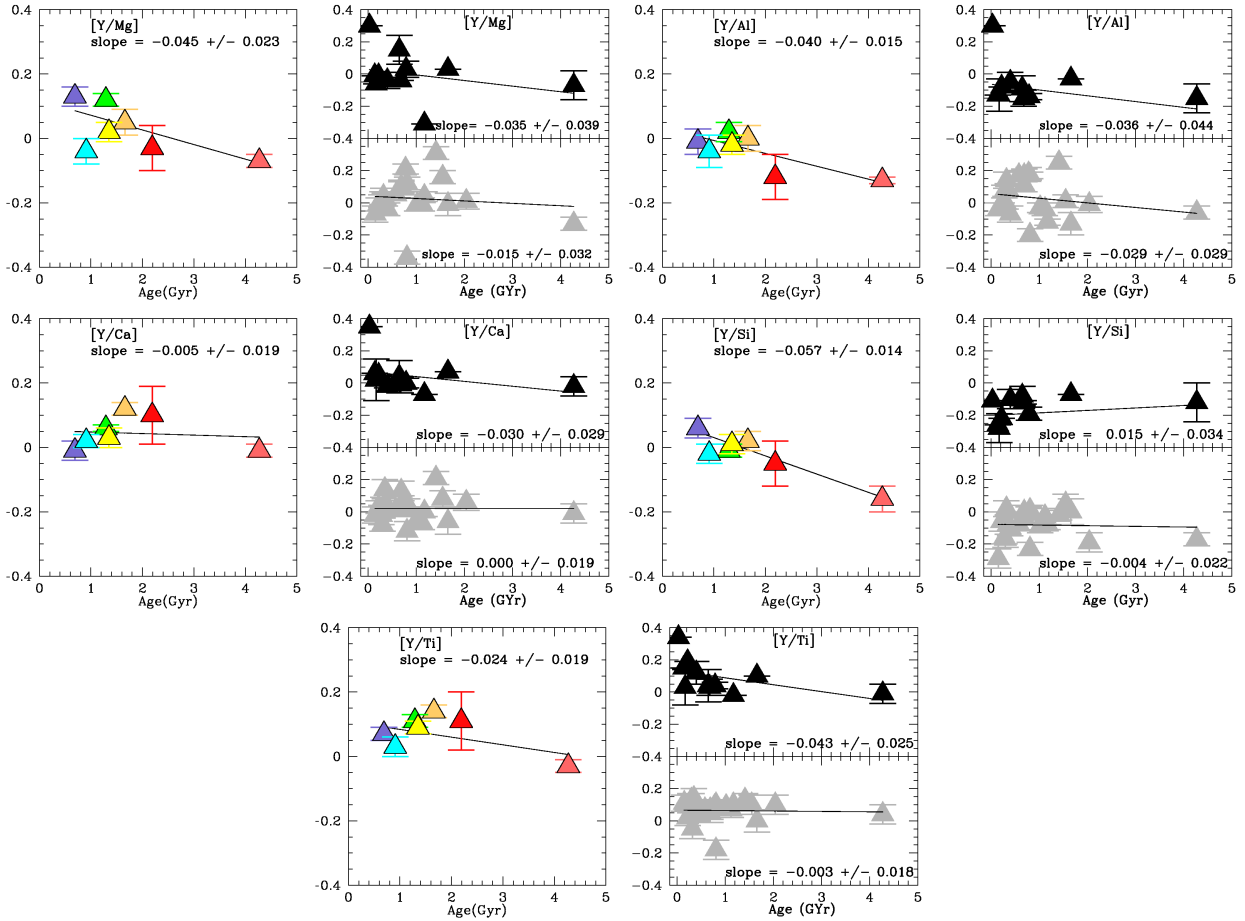 [Y/Mg]
slope = −0.045 +/− 0.023
0.4
0.2
0
−0.2
−0.4
0 1 2 3 4 5
Age(Gyr)
[Y/Mg]
0.4
0.2
0
−0.2
slope= −0.035 +/− 0.039
0.2
0
−0.2
−0.4
slope = −0.015 +/− 0.032
0 1 2 3 4 5
Age (GYr)
[Y/Al]
slope = −0.040 +/− 0.015
0.4
0.2
0
−0.2
−0.4
0 1 2 3 4 5
Age(Gyr)
[Y/Al]
0.4
0.2
0
−0.2
slope = −0.036 +/− 0.044
0.2
0
−0.2
−0.4
slope = −0.029 +/− 0.029
0 1 2 3 4 5
Age (Gyr)
[Y/Ca]
slope = −0.005 +/− 0.019
0.4
0.2
0
−0.2
−0.4
0 1 2 3 4 5
Age(Gyr)
[Y/Ca]
0.4
0.2
0
−0.2
slope = −0.030 +/− 0.029
0.2
0
−0.2
−0.4
slope = 0.000 +/− 0.019
0 1 2 3 4 5
Age (GYr)
[Y/Si]
slope = −0.057 +/− 0.014
0.4
0.2
0
−0.2
−0.4
0 1 2 3 4 5
Age(Gyr)
[Y/Si]
0.4
0.2
0
−0.2
slope = 0.015 +/− 0.034
0.2
0
−0.2
−0.4
slope = −0.004 +/− 0.022
0 1 2 3 4 5
Age (GYr)
[Y/Ti]
slope = −0.024 +/− 0.019
0.4
0.2
0
−0.2
−0.4
0 1 2 3 4 5
Age(Gyr)
[Y/Ti]
0.4
0.2
0
−0.2
slope = −0.043 +/− 0.025
0.2
0
−0.2
−0.4
slope = −0.003 +/− 0.018
0 1 2 3 4 5
Age (GYr)